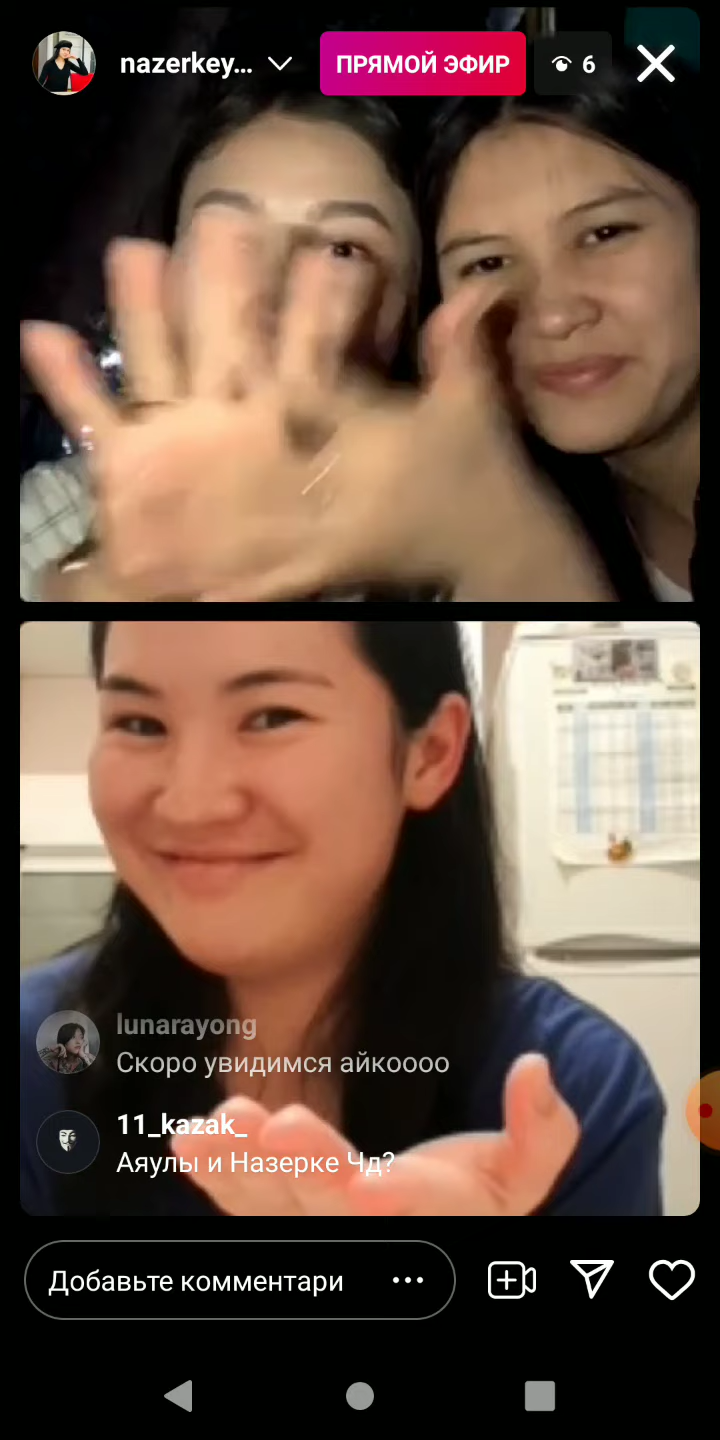 nazerkey...
ПРЯМОЙ ЭФИР
6
lunarayong
Скоро увидимся айкоооо
11_kazak_
Аяулы и Назерке Чд?
Добавьте комментари